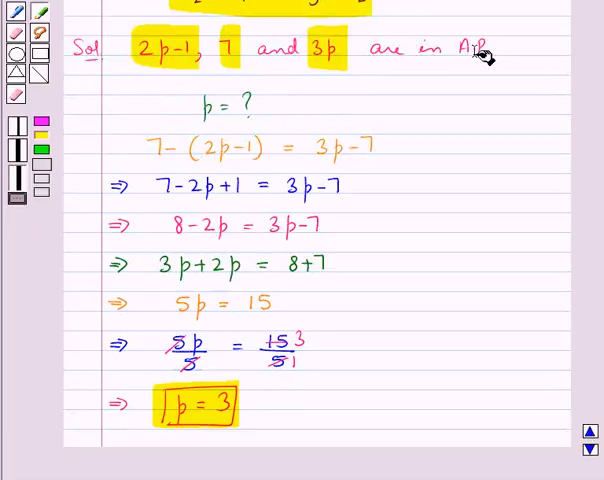 Sol 2p-1, 7 and 3p are in A.P
p = ?
7-(2p-1) = 3p-7
⇒ 7-2p+1 = 3p-7
⇒ 8-2p = 3p-7
⇒ 3p+2p = 8+7
⇒ 5p = 15
⇒ 5p/5 = 15 3/5 1
⇒ p = 3